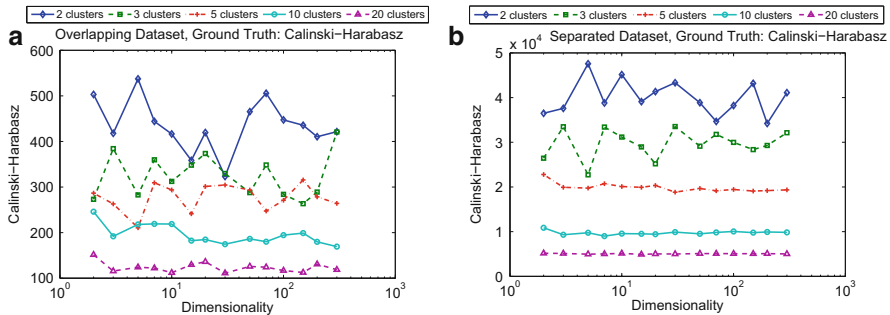 2 clusters 3 clusters 5 clusters 10 clusters 20 clusters
a
Overlapping Dataset, Ground Truth: Calinski−Harabasz
600
500
400
300
200
100
Calinski−Harabasz
10^0 10^1 10^2 10^3
Dimensionality
2 clusters 3 clusters 5 clusters 10 clusters 20 clusters
b
x 10^4
Separated Dataset, Ground Truth: Calinski−Harabasz
5
4
3
2
1
0
Calinski−Harabasz
10^0 10^1 10^2 10^3
Dimensionality